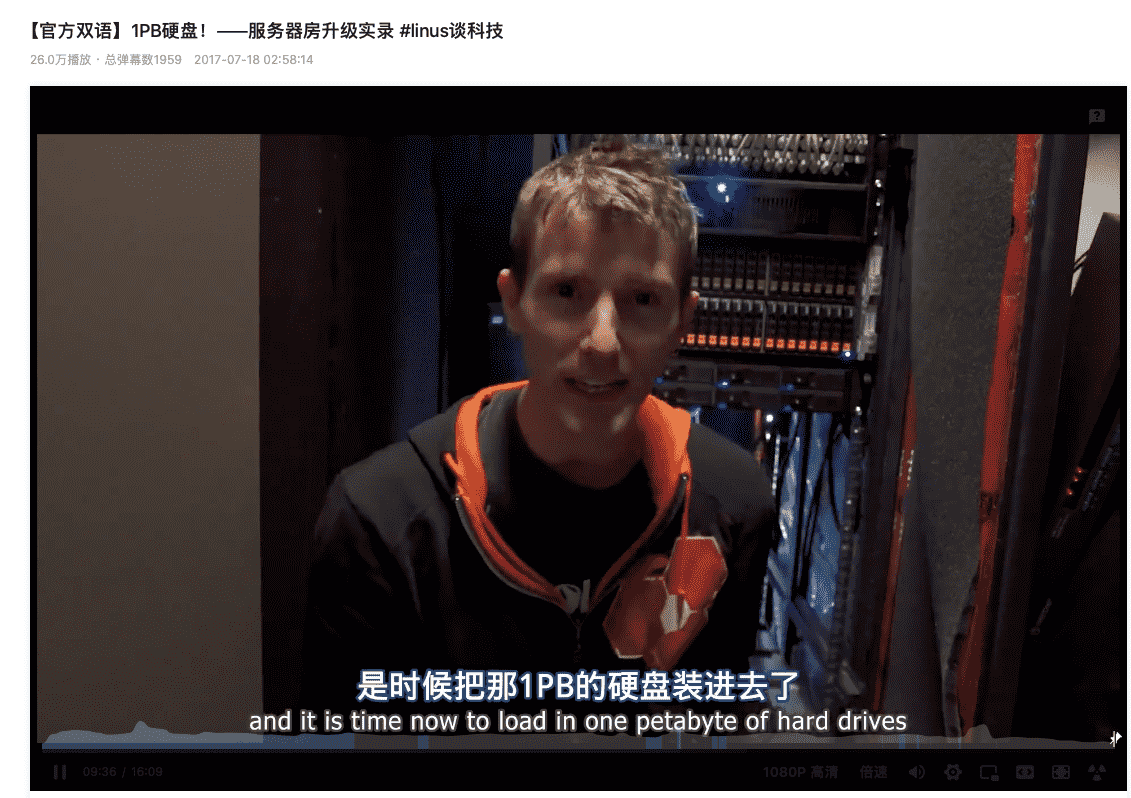 【官方双语】1PB硬盘！——服务器房升级实录 #linus谈科技
26.0万播放 · 总弹幕数1959 2017-07-18 02:58:14
是时候把那1PB的硬盘装进去了
and it is time now to load in one petabyte of hard drives
09:36 / 16:09 1080P 高清 倍速